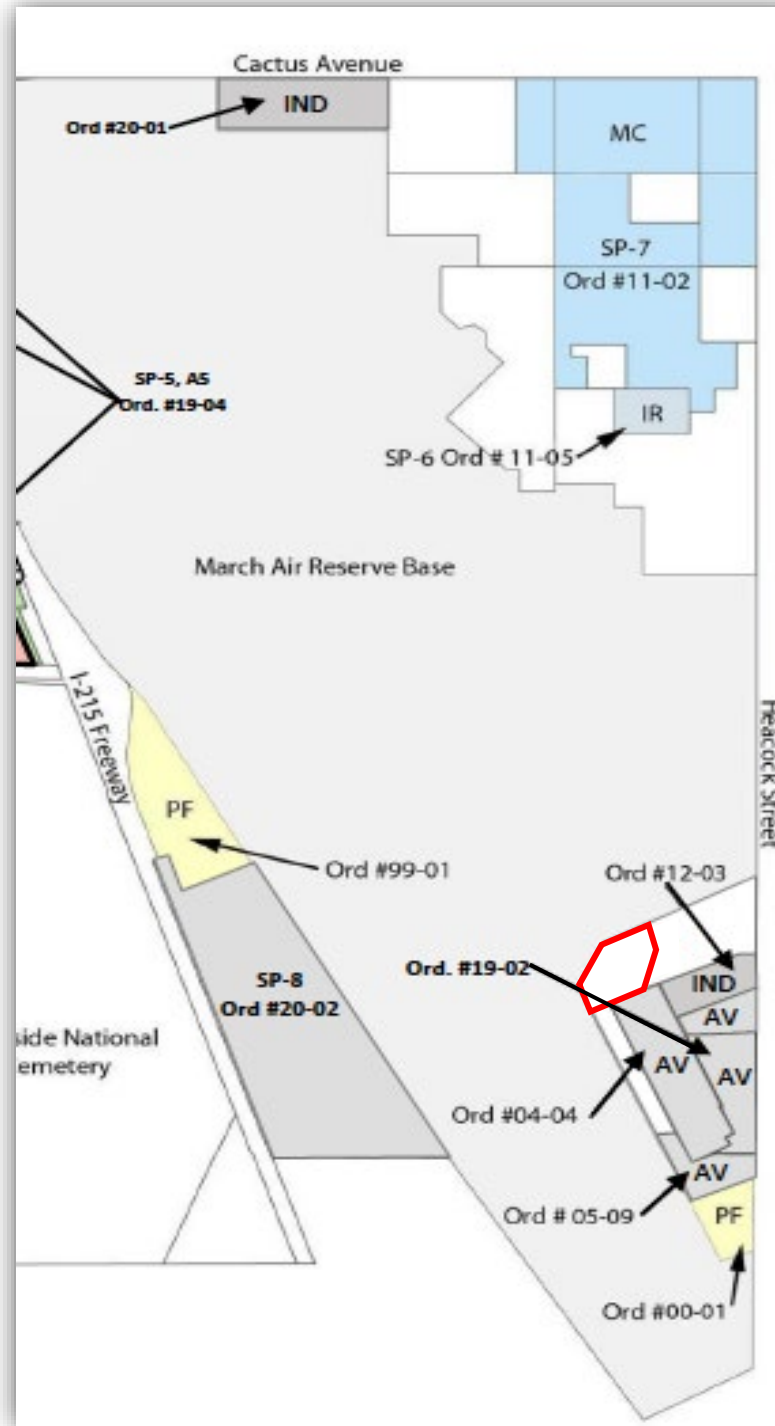 Cactus Avenue
IND
Ord #20-01
MC
SP-7
Ord #11-02
SP-5, A5
Ord. #19-04
IR
SP-6 Ord # 11-05
March Air Reserve Base
I-215 Freeway
Heacock Street
PF
Ord #99-01
Ord #12-03
Ord. #19-02
IND
SP-8
Ord #20-02
AV
AV
AV
side National
emetery
Ord #04-04
AV
Ord # 05-09
PF
Ord #00-01